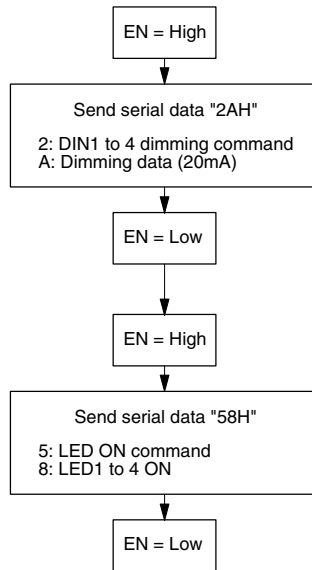 EN = High
Send serial data "2AH"
2: DIN1 to 4 dimming command
A: Dimming data (20mA)
EN = Low
EN = High
Send serial data "58H"
5: LED ON command
8: LED1 to 4 ON
EN = Low